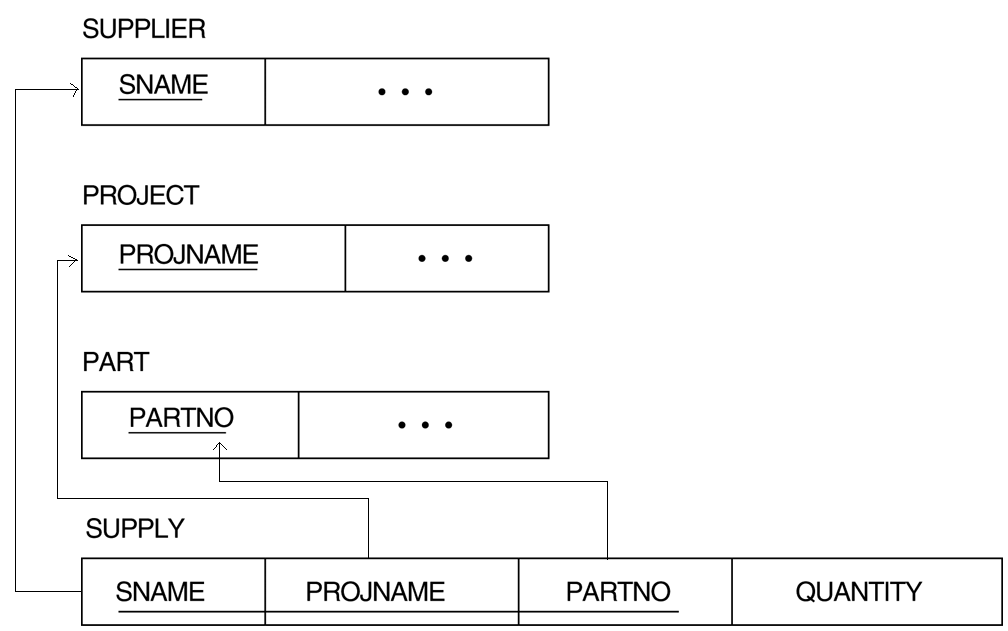 SUPPLIER
SNAME • • •
PROJECT
PROJNAME • • •
PART
PARTNO • • •
SUPPLY
SNAME PROJNAME PARTNO QUANTITY